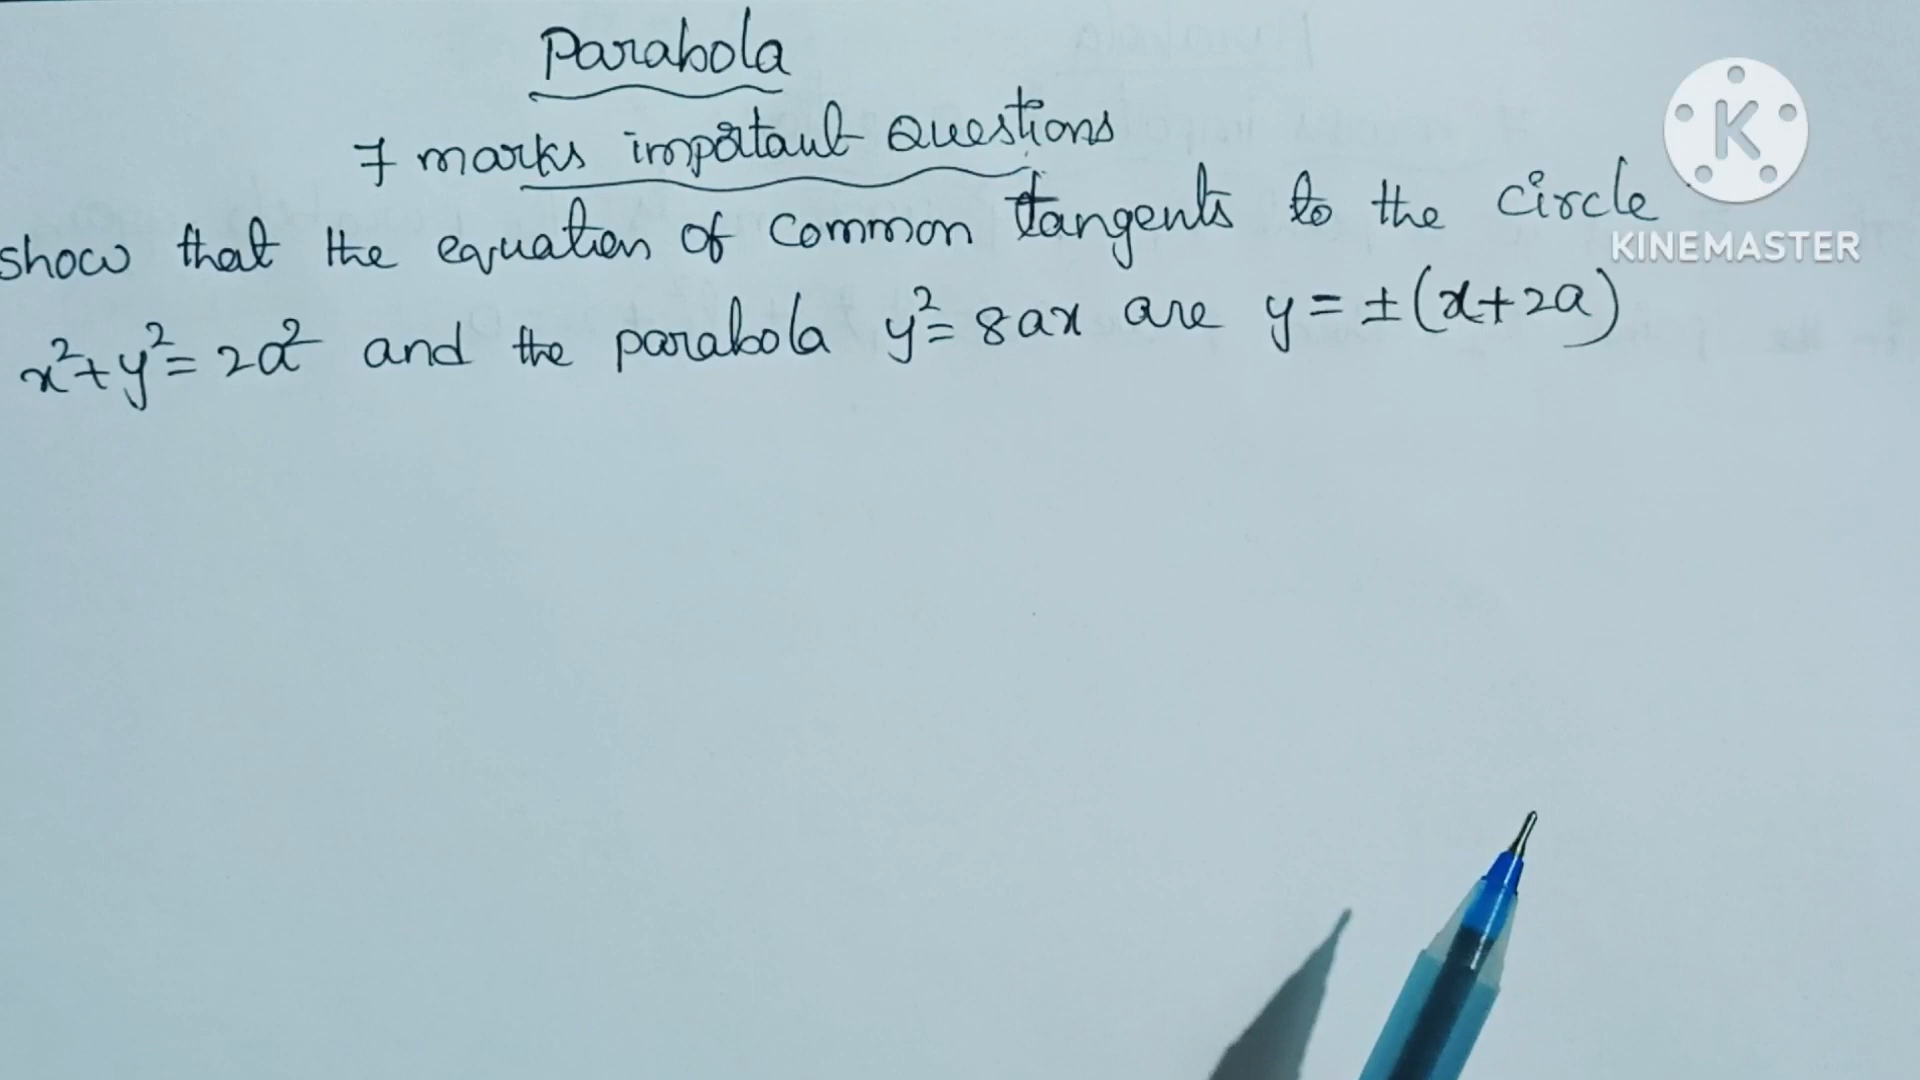 Parabola
7 marks important Questions
show that the equation of common tangents to the circle
x²+y²=2a² and the parabola y²=8ax are y=±(x+2a)
K
KINEMASTER